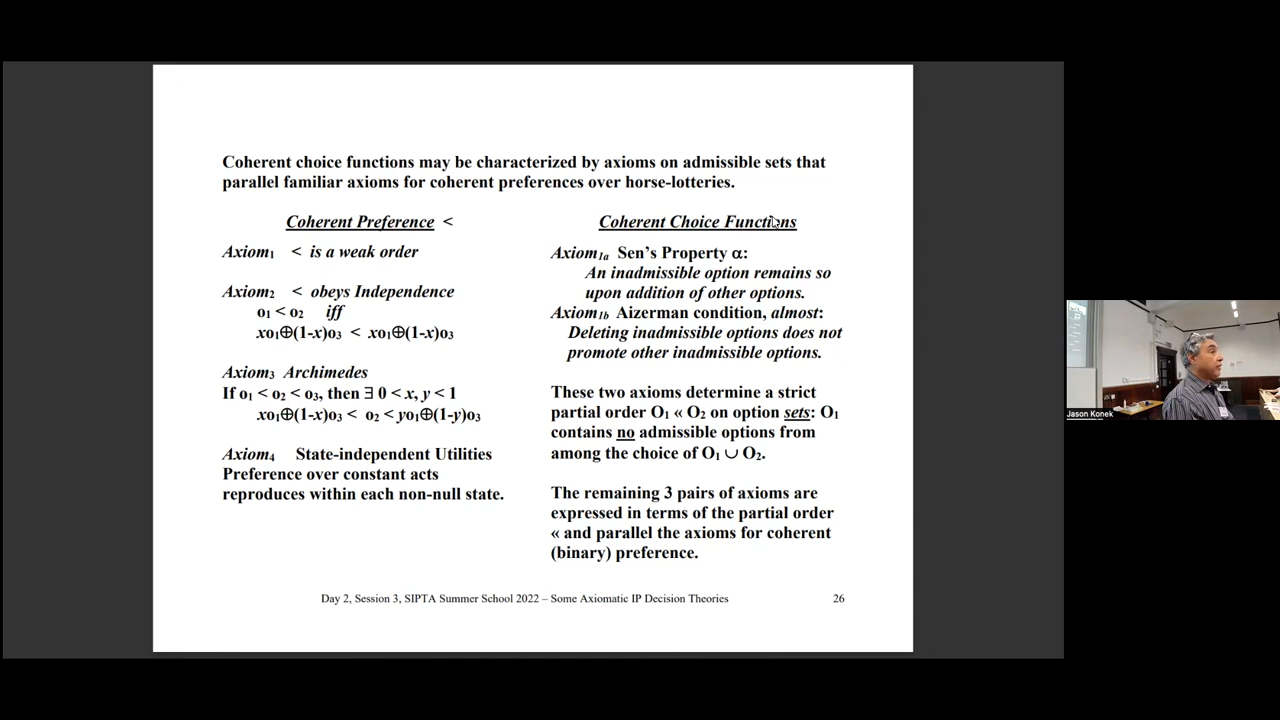 Coherent choice functions may be characterized by axioms on admissible sets that
parallel familiar axioms for coherent preferences over horse-lotteries.
Coherent Preference <
Axiom1 < is a weak order
Axiom2 < obeys Independence
o1 < o2 iff
xo1⊕(1-x)o3 < xo1⊕(1-x)o3
Axiom3 Archimedes
If o1 < o2 < o3, then ∃ 0 < x, y < 1
xo1⊕(1-x)o3 < o2 < yo1⊕(1-y)o3
Axiom4 State-independent Utilities
Preference over constant acts
reproduces within each non-null state.
Coherent Choice Functions
Axiom1a Sen's Property α:
An inadmissible option remains so
upon addition of other options.
Axiom1b Aizerman condition, almost:
Deleting inadmissible options does not
promote other inadmissible options.
These two axioms determine a strict
partial order O1 « O2 on option sets: O1
contains no admissible options from
among the choice of O1 ∪ O2.
The remaining 3 pairs of axioms are
expressed in terms of the partial order
« and parallel the axioms for coherent
(binary) preference.
Day 2, Session 3, SIPTA Summer School 2022 – Some Axiomatic IP Decision Theories
26
Jason Konek